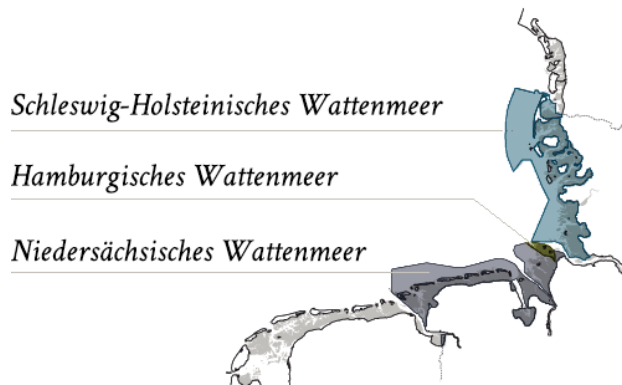 Schleswig-Holsteinisches Wattenmeer
Hamburgisches Wattenmeer
Niedersächsisches Wattenmeer